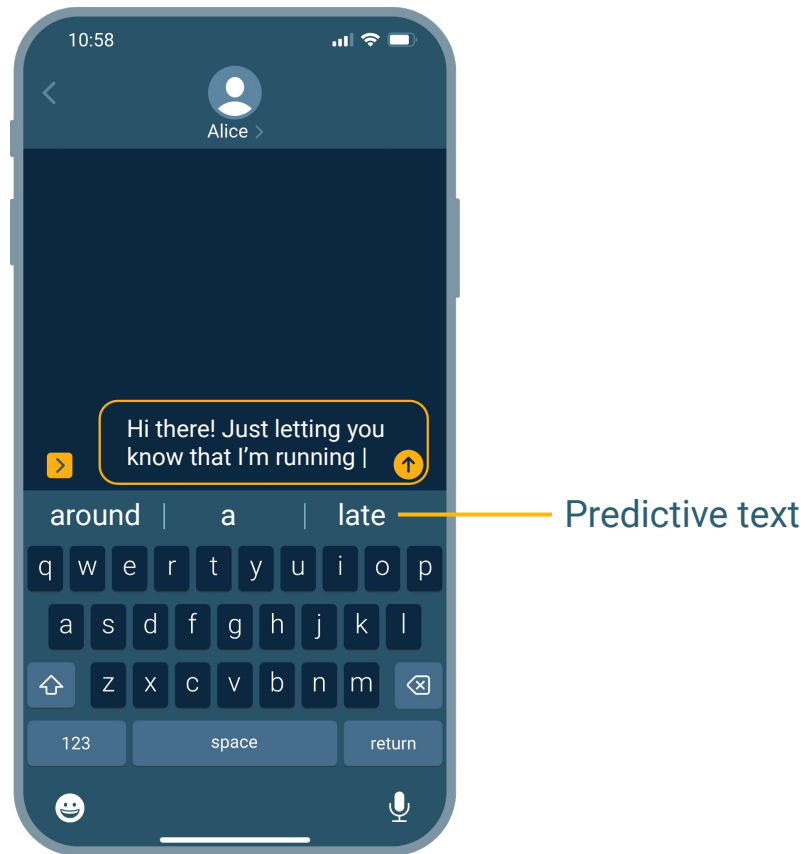 10:58
Alice
Hi there! Just letting you
know that I'm running |
around | a | late
Predictive text
q w e r t y u i o p
a s d f g h j k l
z x c v b n m
123 space return